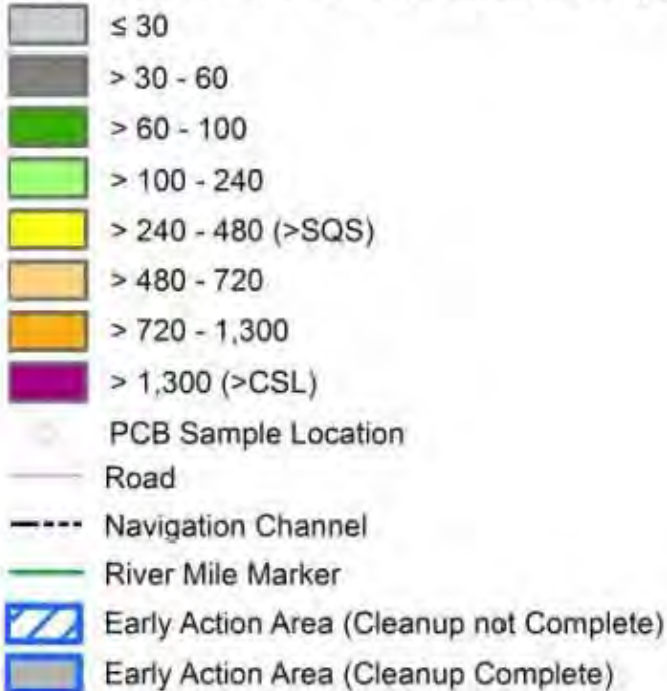 ≤ 30
> 30 - 60
> 60 - 100
> 100 - 240
> 240 - 480 (>SQS)
> 480 - 720
> 720 - 1,300
> 1,300 (>CSL)
PCB Sample Location
Road
Navigation Channel
River Mile Marker
Early Action Area (Cleanup not Complete)
Early Action Area (Cleanup Complete)